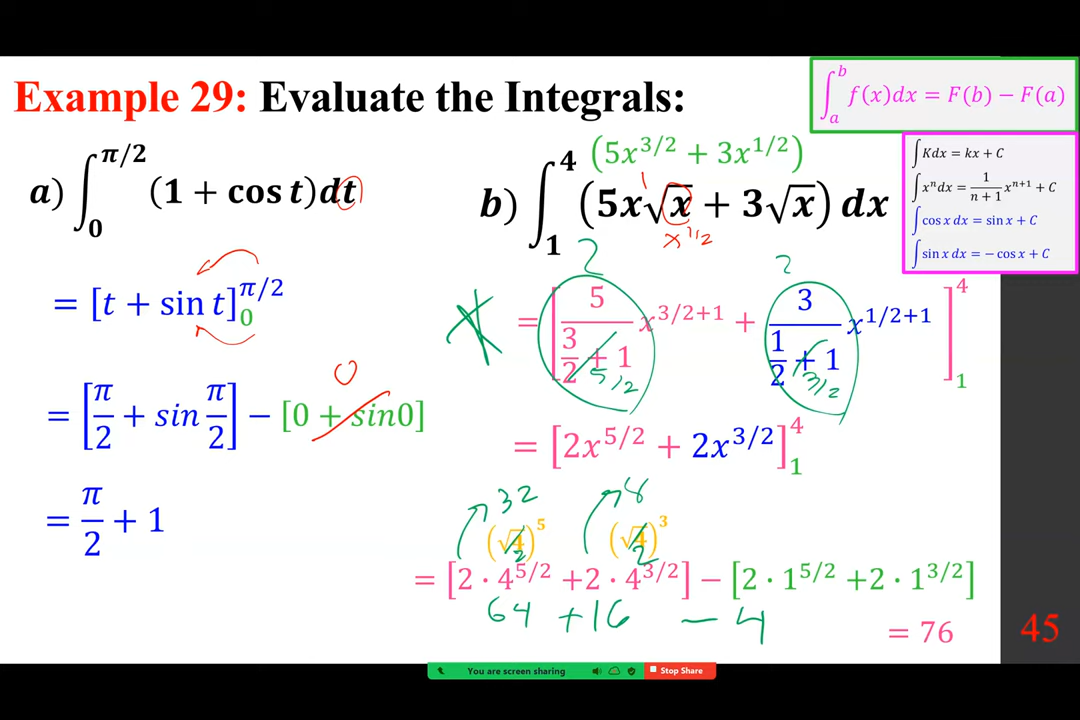 Example 29: Evaluate the Integrals:
∫_a^b f(x)dx = F(b) − F(a)
∫Kdx = kx + C
∫x^n dx = 1/(n+1) x^(n+1) + C
∫cos x dx = sin x + C
∫sin x dx = − cos x + C
a) ∫_0^(π/2) (1 + cos t)dt
= [t + sin t]_0^(π/2)
= [π/2 + sin π/2] − [0 + sin0]
0
= π/2 + 1
(5x^(3/2) + 3x^(1/2))
b) ∫_1^4 (5x√x + 3√x) dx
1
x^(1/2)
2 2
= [5/(3/2 + 1) x^(3/2+1) + 3/(1/2 + 1) x^(1/2+1)]_1^4
5/2 3/2
= [2x^(5/2) + 2x^(3/2)]_1^4
32 8
(√4)^5 (√4)^3
2 2
= [2 · 4^(5/2) +2 · 4^(3/2)] − [2 · 1^(5/2) +2 · 1^(3/2)]
64 + 16 − 4
= 76
45
You are screen sharing
Stop Share